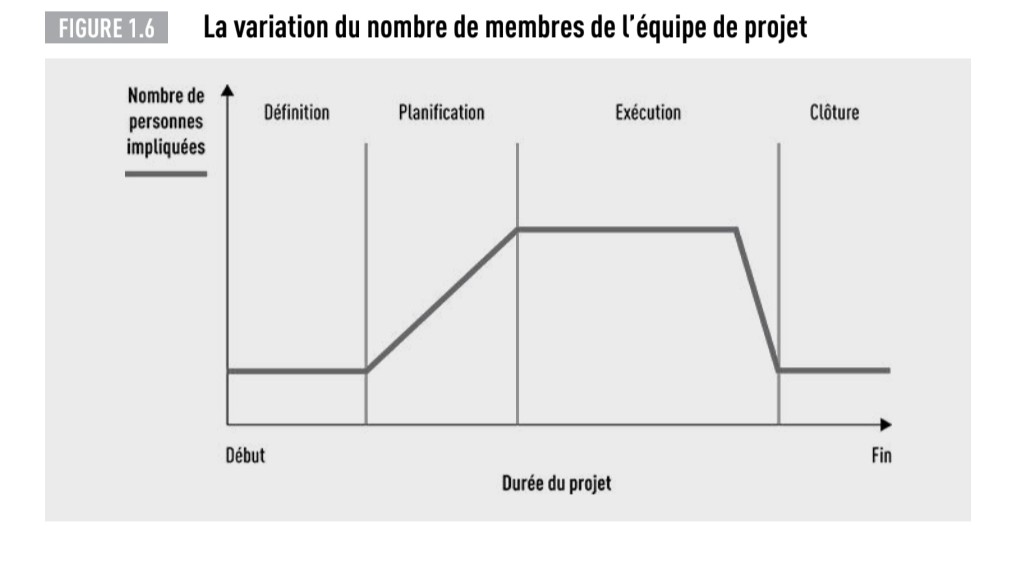 FIGURE 1.6 La variation du nombre de membres de l’équipe de projet
Nombre de
personnes
impliquées
Définition Planification Exécution Clôture
Début Fin
Durée du projet